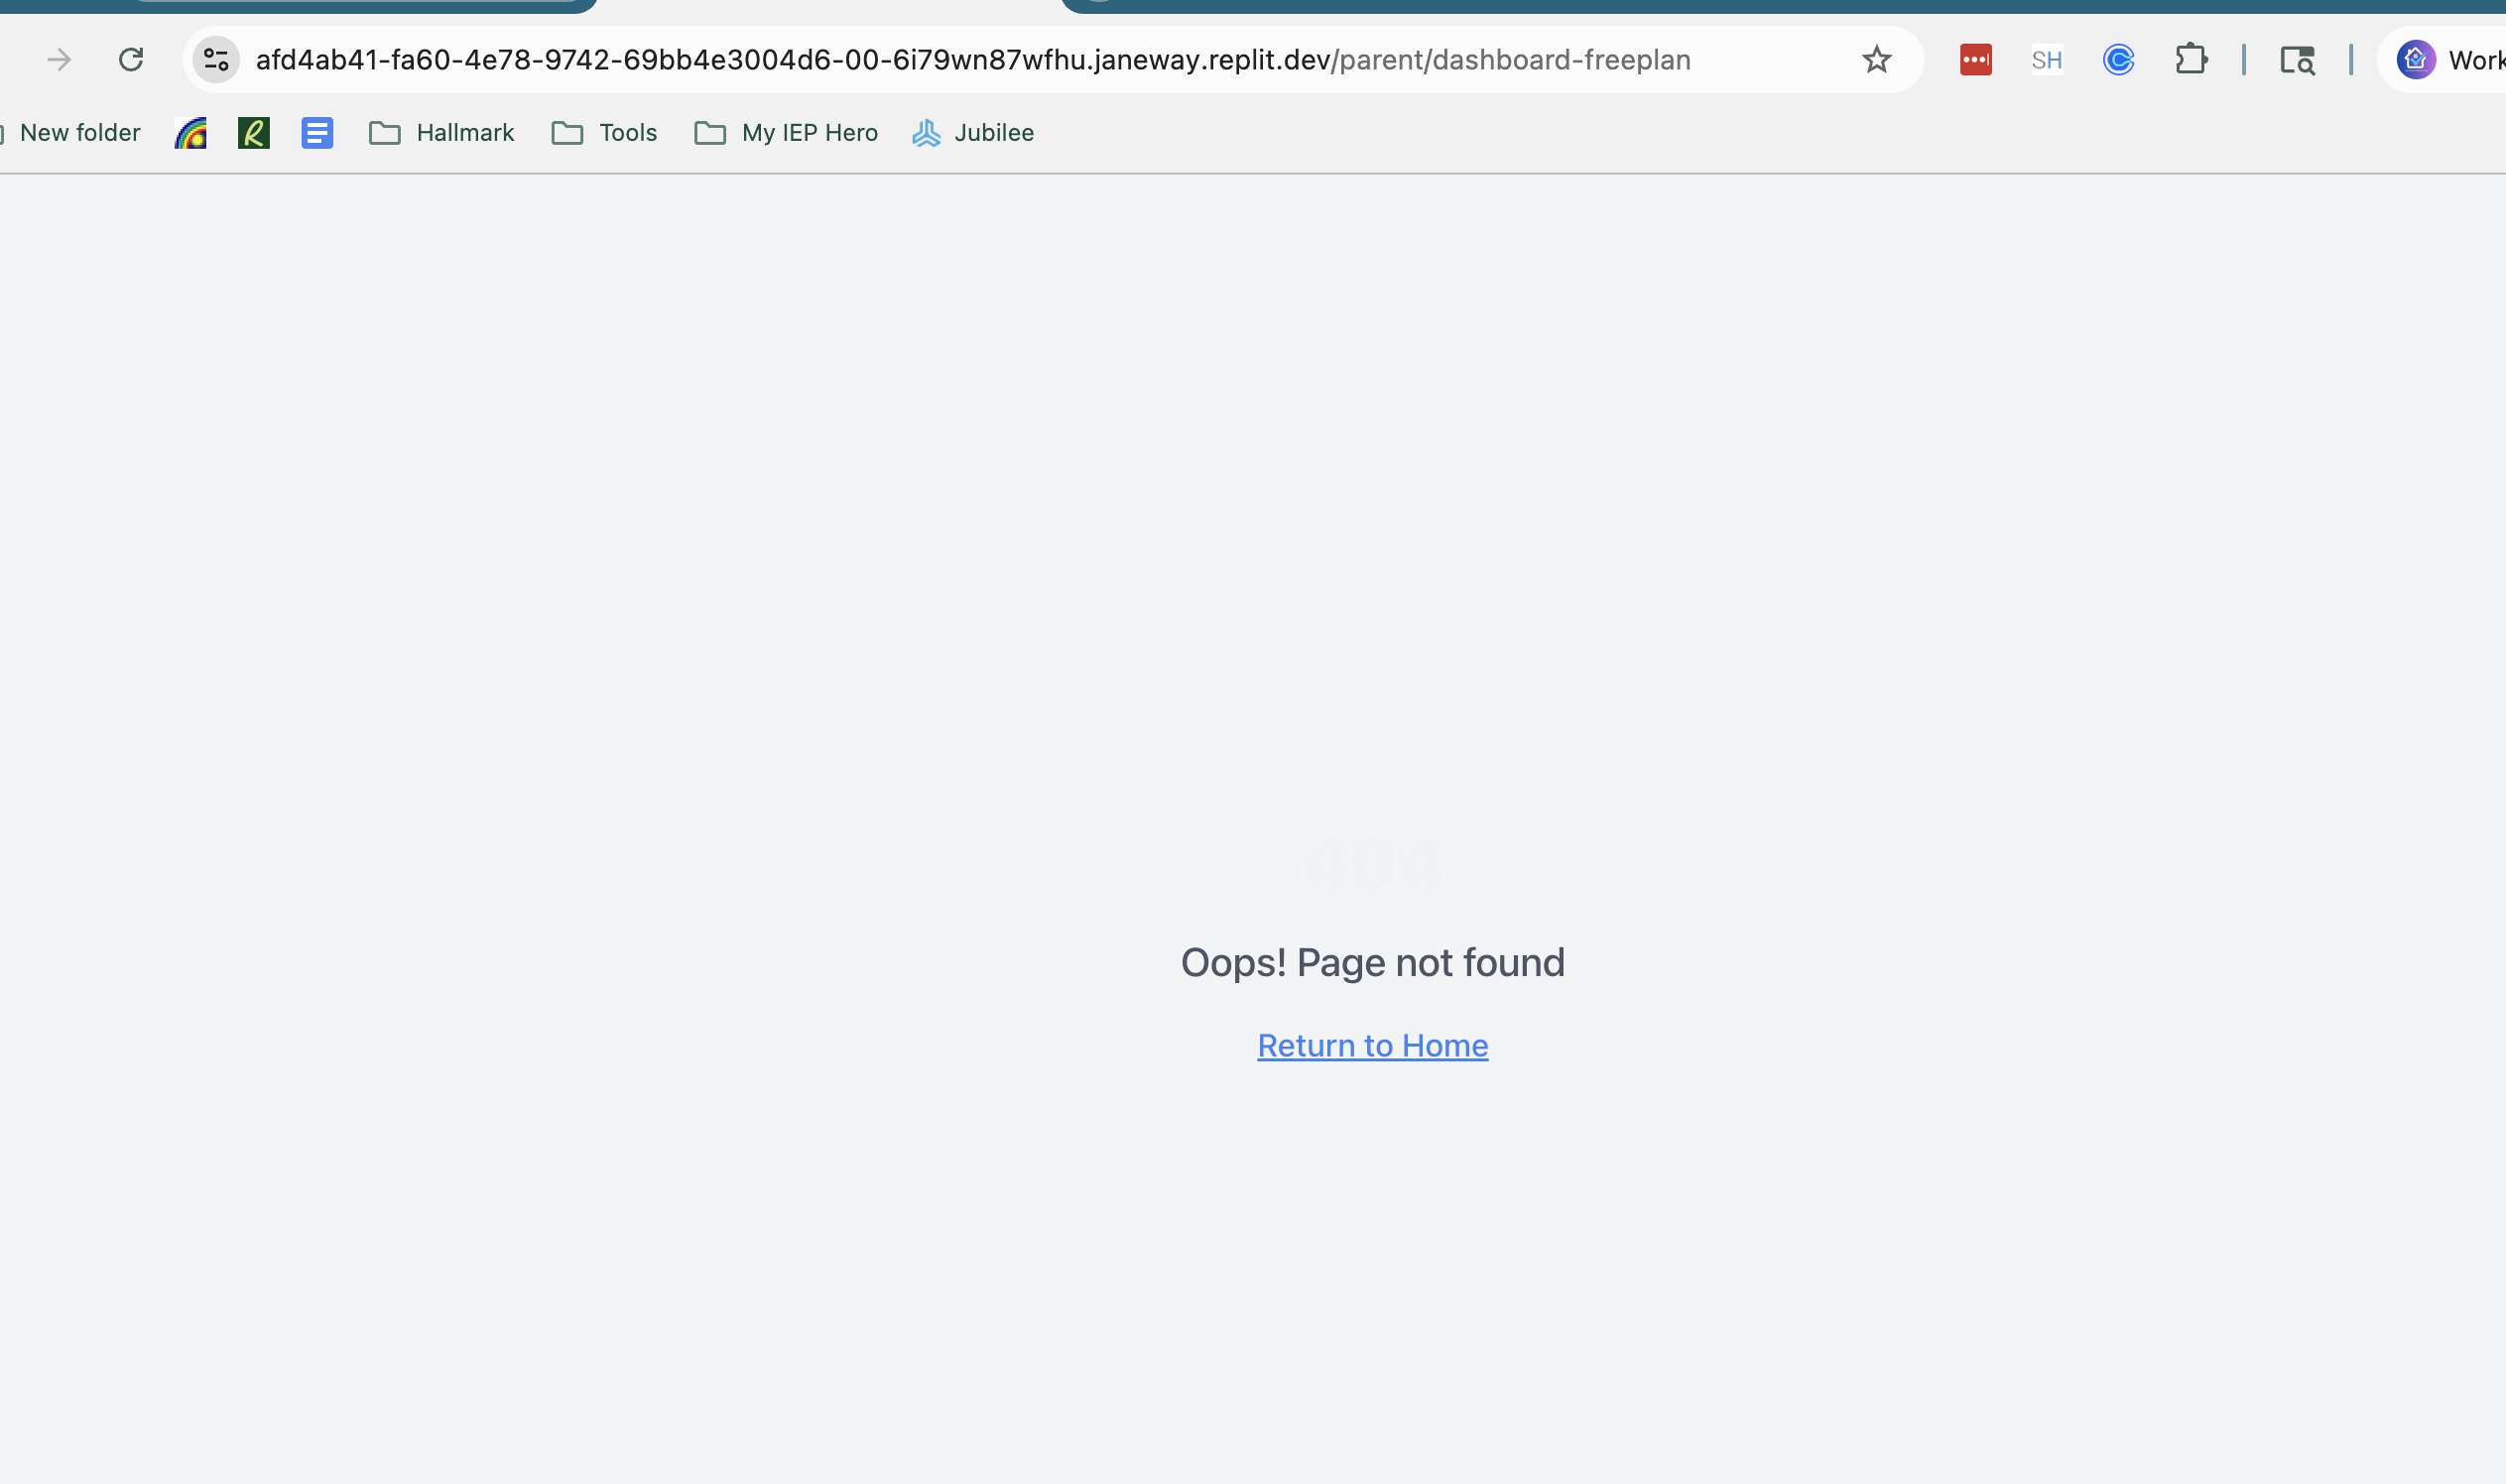 afd4ab41-fa60-4e78-9742-69bb4e3004d6-00-6i79wn87wfhu.janeway.replit.dev/parent/dashboard-freeplan
SH
Work
New folder
R
Hallmark
Tools
My IEP Hero
Jubilee
404
Oops! Page not found
Return to Home